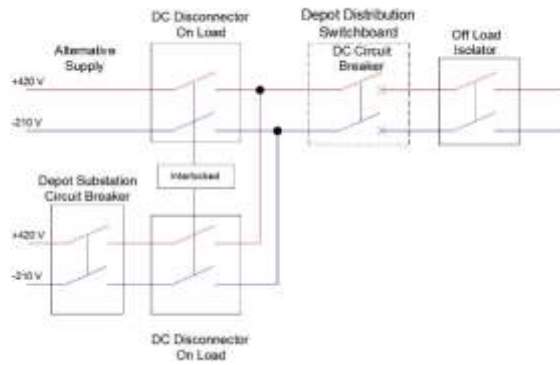 DC Disconnector
On Load
Depot Distribution
Switchboard
DC Circuit
Breaker
Off Load
Isolator
Alternative
Supply
+420 V
-210 V
Interlocked
Depot Substation
Circuit Breaker
+420 V
-210 V
DC Disconnector
On Load